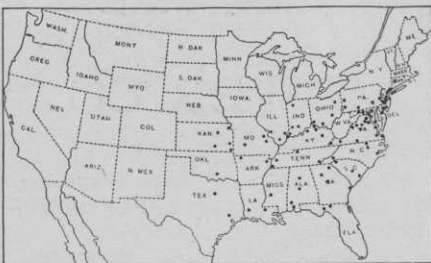 WASH.
MONT
N. DAK
MINN
ME.
OREG.
IDAHO
S. DAK
WIS
MICH
N.Y.
WYO
NEB
IOWA
PA.
NEV
UTAH
COL
ILL
IND
OHIO
W.VA
DEL
CAL
KAN
MO
KY
ARIZ
N MEX
OKL
ARK
TENN
N.C.
S.C.
TEX
LA
MISS
ALA
GA
FLA